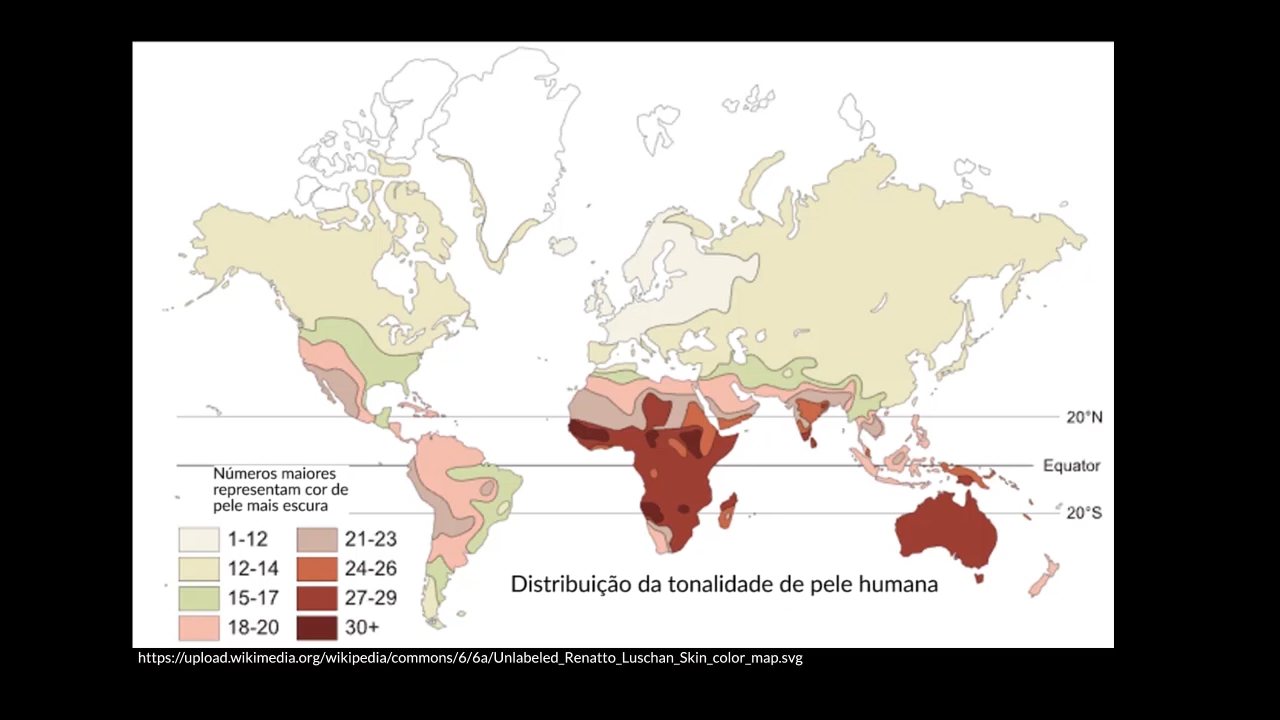 20°N
Equator
20°S
Números maiores
representam cor de
pele mais escura
1-12
12-14
15-17
18-20
21-23
24-26
27-29
30+
Distribuição da tonalidade de pele humana
https://upload.wikimedia.org/wikipedia/commons/6/6a/Unlabeled_Renatto_Luschan_Skin_color_map.svg